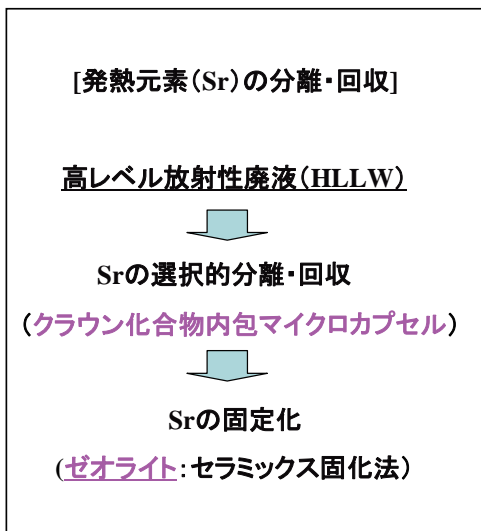 [発熱元素(Sr)の分離・回収]
高レベル放射性廃液(HLLW)
Srの選択的分離・回収
(クラウン化合物内包マイクロカプセル)
Srの固定化
(ゼオライト:セラミックス固化法)